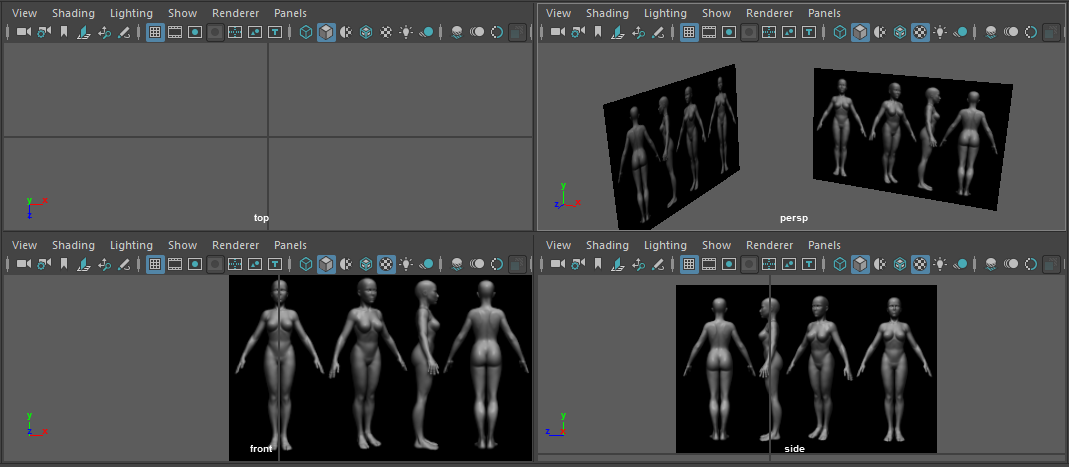 View Shading Lighting Show Renderer Panels
T
y x z
top
View Shading Lighting Show Renderer Panels
T
y z x
persp
View Shading Lighting Show Renderer Panels
T
y z x
front
View Shading Lighting Show Renderer Panels
T
y z x
side